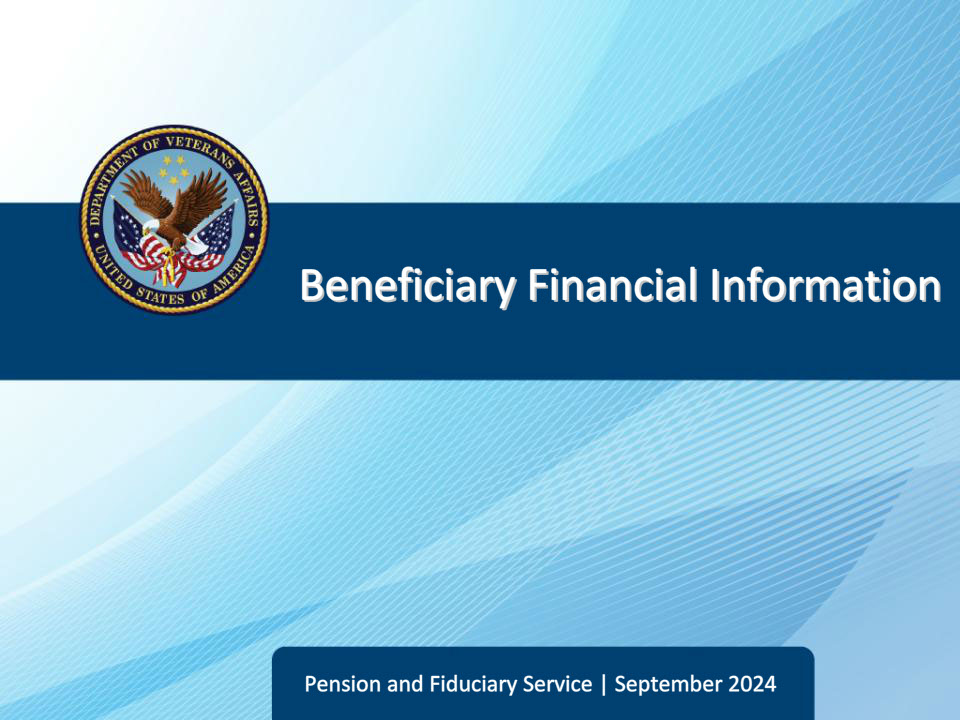 DEPARTMENT OF VETERANS AFFAIRS
UNITED STATES OF AMERICA
Beneficiary Financial Information
Pension and Fiduciary Service | September 2024